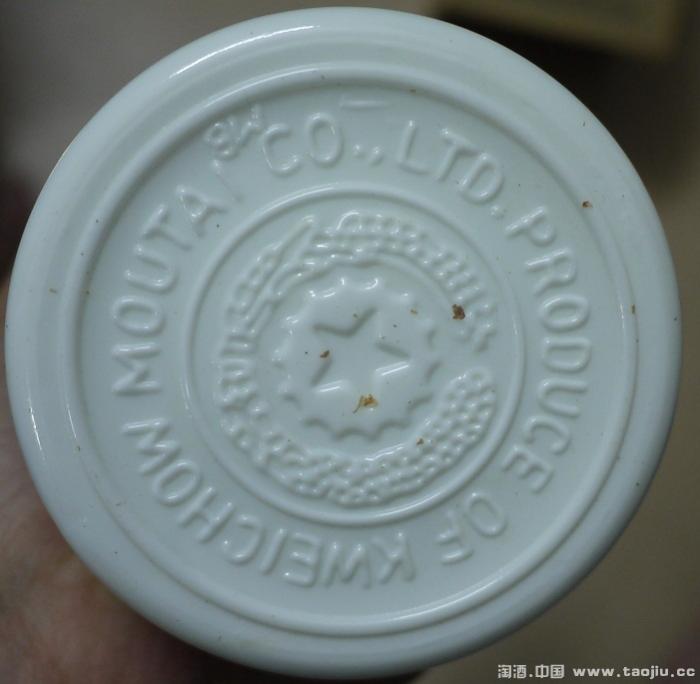 PRODUCE OF KWEICHOW MOUTAI CO., LTD.
淘酒.中国 www.taojiu.cc